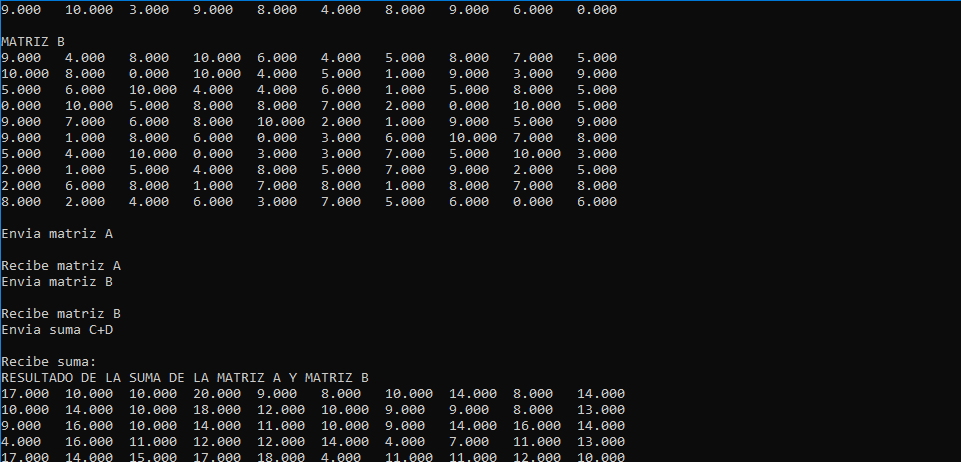 9.000 10.000 3.000 9.000 8.000 4.000 8.000 9.000 6.000 0.000
MATRIZ B
9.000 4.000 8.000 10.000 6.000 4.000 5.000 8.000 7.000 5.000
10.000 8.000 0.000 10.000 4.000 5.000 1.000 9.000 3.000 9.000
5.000 6.000 10.000 4.000 4.000 6.000 1.000 5.000 8.000 5.000
0.000 10.000 5.000 8.000 8.000 7.000 2.000 0.000 10.000 5.000
9.000 7.000 6.000 8.000 10.000 2.000 1.000 9.000 5.000 9.000
9.000 1.000 8.000 6.000 0.000 3.000 6.000 10.000 7.000 8.000
5.000 4.000 10.000 0.000 3.000 3.000 7.000 5.000 10.000 3.000
2.000 1.000 5.000 4.000 8.000 5.000 7.000 9.000 2.000 5.000
2.000 6.000 8.000 1.000 7.000 8.000 1.000 8.000 7.000 8.000
8.000 2.000 4.000 6.000 3.000 7.000 5.000 6.000 0.000 6.000
Envia matriz A
Recibe matriz A
Envia matriz B
Recibe matriz B
Envia suma C+D
Recibe suma:
RESULTADO DE LA SUMA DE LA MATRIZ A Y MATRIZ B
17.000 10.000 10.000 20.000 9.000 8.000 10.000 14.000 8.000 14.000
10.000 14.000 10.000 18.000 12.000 10.000 9.000 9.000 8.000 13.000
9.000 16.000 10.000 14.000 11.000 10.000 9.000 14.000 16.000 14.000
4.000 16.000 11.000 12.000 12.000 14.000 4.000 7.000 11.000 13.000
17.000 14.000 15.000 17.000 18.000 4.000 11.000 11.000 12.000 10.000